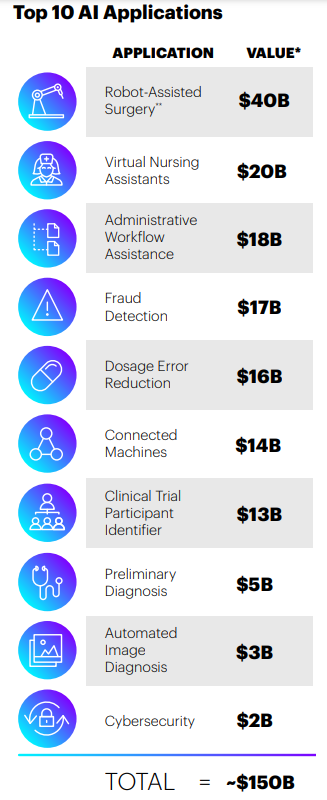 Top 10 AI Applications
APPLICATION VALUE*
Robot-Assisted
Surgery** $40B
Virtual Nursing
Assistants $20B
Administrative
Workflow
Assistance $18B
Fraud
Detection $17B
Dosage Error
Reduction $16B
Connected
Machines $14B
Clinical Trial
Participant
Identifier $13B
Preliminary
Diagnosis $5B
Automated
Image
Diagnosis $3B
Cybersecurity $2B
TOTAL = ~$150B